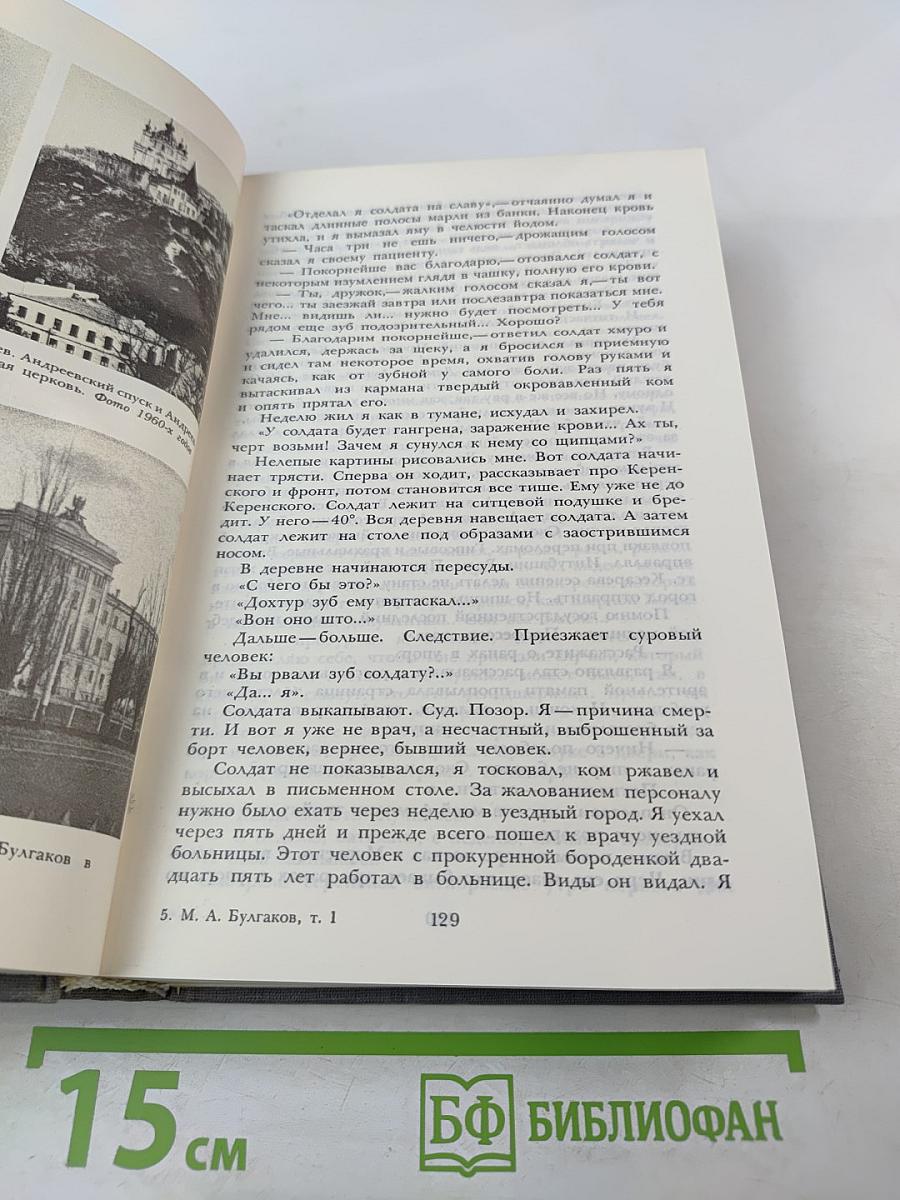 ев. Андреевский спуск и Андреев
ая церковь. Фото 1960-х годов
Булгаков в
«Отделал я солдата на славу»,— отчаянно думал я и
таскал длинные полосы марли из банки. Наконец кровь
утихла, и я вымазал яму в челюсти йодом.
— Часа три не ешь ничего,— дрожащим голосом
сказал я своему пациенту.
— Покорнейше вас благодарю,— отозвался солдат, с
некоторым изумлением глядя в чашку, полную его крови.
— Ты, дружок,— жалким голосом сказал я,— ты вот
чего... ты заезжай завтра или послезавтра показаться мне.
Мне... видишь ли... нужно будет посмотреть... У тебя
рядом еще зуб подозрительный... Хорошо?
— Благодарим покорнейше,— ответил солдат хмуро и
удалился, держась за щеку, а я бросился в приемную
и сидел там некоторое время, охватив голову руками и
качаясь, как от зубной у самого боли. Раз пять я
вытаскивал из кармана твердый окровавленный ком
и опять прятал его.
Неделю жил я как в тумане, исхудал и захирел.
«У солдата будет гангрена, заражение крови... Ах ты,
черт возьми! Зачем я сунулся к нему со щипцами?»
Нелепые картины рисовались мне. Вот солдата начи-
нает трясти. Сперва он ходит, рассказывает про Керен-
ского и фронт, потом становится все тише. Ему уже не до
Керенского. Солдат лежит на ситцевой подушке и бре-
дит. У него — 40°. Вся деревня навещает солдата. А затем
солдат лежит на столе под образами с заострившимся
носом.
В деревне начинаются пересуды.
«С чего бы это?»
«Дохтур зуб ему вытаскал...»
«Вон оно што...»
Дальше — больше. Следствие. Приезжает суровый
человек:
«Вы рвали зуб солдату?..»
«Да... я».
Солдата выкапывают. Суд. Позор. Я — причина смер-
ти. И вот я уже не врач, а несчастный, выброшенный за
борт человек, вернее, бывший человек.
Солдат не показывался, я тосковал, ком ржавел и
высыхал в письменном столе. За жалованием персоналу
нужно было ехать через неделю в уездный город. Я уехал
через пять дней и прежде всего пошел к врачу уездной
больницы. Этот человек с прокуренной бороденкой два-
дцать пять лет работал в больнице. Виды он видал. Я
5. М. А. Булгаков, т. 1
129
15 см
БФ БИБЛИОФАН